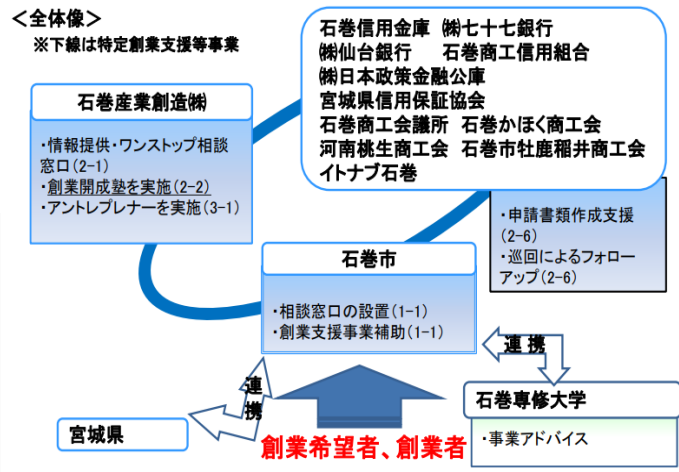 ＜全体像＞
※下線は特定創業支援等事業
石巻信用金庫 ㈱七十七銀行
㈱仙台銀行 石巻商工信用組合
㈱日本政策金融公庫
宮城県信用保証協会
石巻商工会議所 石巻かほく商工会
河南桃生商工会 石巻市牡鹿稲井商工会
イトナブ石巻
石巻産業創造㈱
・情報提供・ワンストップ相談
窓口(2-1)
・創業開成塾を実施(2-2)
・アントレプレナーを実施(3-1)
・申請書類作成支援
(2-6)
・巡回によるフォロー
アップ(2-6)
石巻市
・相談窓口の設置(1-1)
・創業支援事業補助(1-1)
連 携
連
携
石巻専修大学
・事業アドバイス
宮城県
創業希望者、創業者